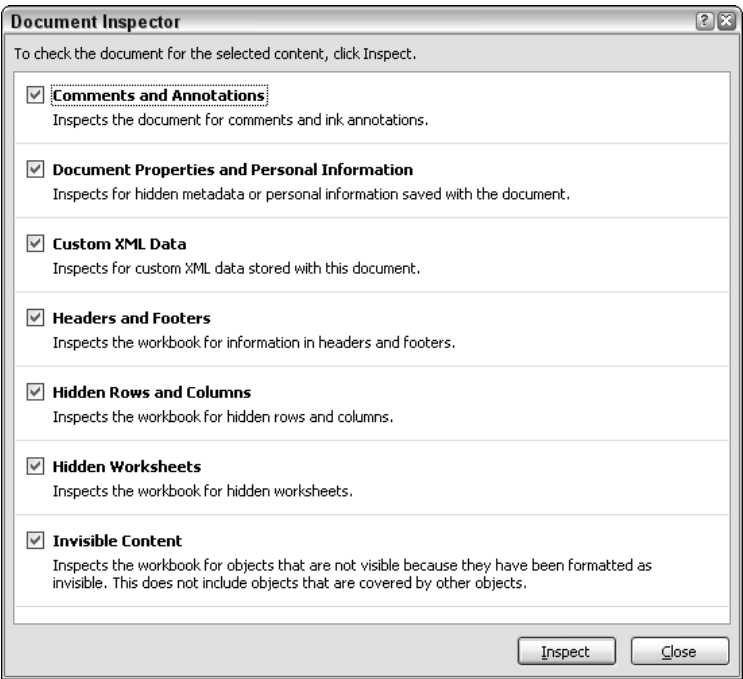 Document Inspector
To check the document for the selected content, click Inspect.
Comments and Annotations
Inspects the document for comments and ink annotations.
Document Properties and Personal Information
Inspects for hidden metadata or personal information saved with the document.
Custom XML Data
Inspects for custom XML data stored with this document.
Headers and Footers
Inspects the workbook for information in headers and footers.
Hidden Rows and Columns
Inspects the workbook for hidden rows and columns.
Hidden Worksheets
Inspects the workbook for hidden worksheets.
Invisible Content
Inspects the workbook for objects that are not visible because they have been formatted as
invisible. This does not include objects that are covered by other objects.
Inspect Close